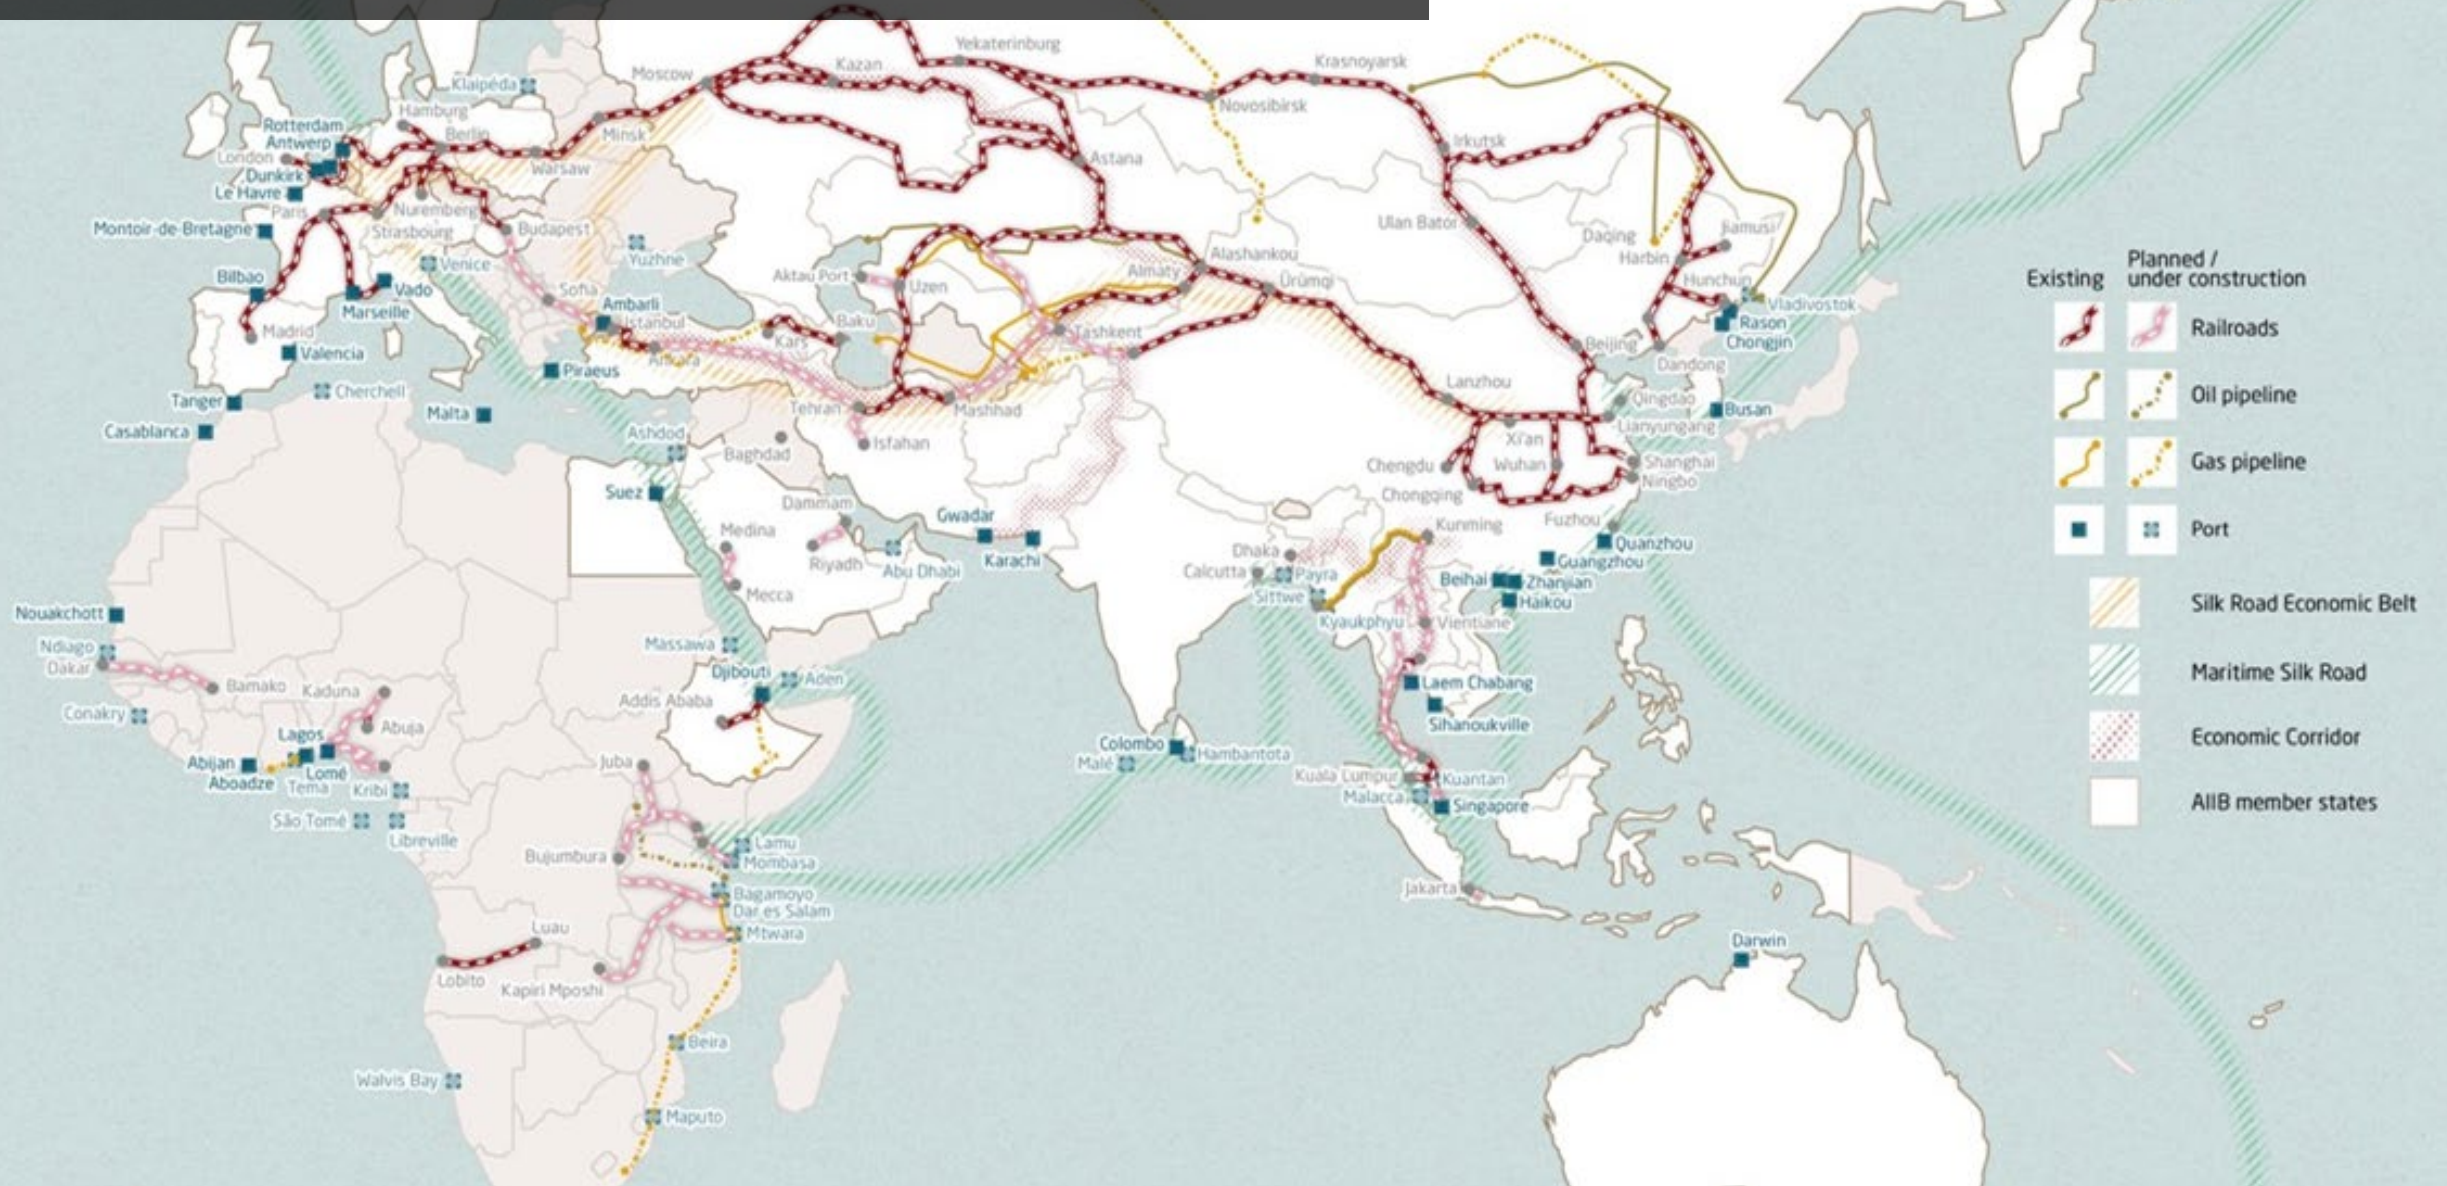 Yekaterinburg
Kazan
Moscow
Krasnoyarsk
Novosibirsk
Klaipéda
Hamburg
Rotterdam
Antwerp
Berlin
Minsk
London
Dunkirk
Warsaw
Irkutsk
Astana
Le Havre
Paris
Nuremberg
Montoir-de-Bretagne
Strasbourg
Budapest
Ulan Bator
Daqing
Jiamusi
Yuzhne
Venice
Alashankou
Harbin
Bilbao
Aktau Port
Almaty
Ürümqi
Hunchun
Vado
Sofia
Uzen
Vladivostok
Marseille
Ambarli
Istanbul
Baku
Tashkent
Rason
Madrid
Kars
Beijing
Chongjin
Valencia
Ankara
Dandong
Piraeus
Lanzhou
Cherchell
Tanger
Malta
Tehran
Mashhad
Qingdao
Busan
Casablanca
Ashdod
Isfahan
Lianyungang
Baghdad
Xi'an
Chengdu
Wuhan
Shanghai
Suez
Dammam
Chongqing
Ningbo
Gwadar
Medina
Kunming
Fuzhou
Karachi
Riyadh
Abu Dhabi
Dhaka
Quanzhou
Calcutta
Payra
Guangzhou
Beihai
Zhanjian
Mecca
Sittwe
Haikou
Nouakchott
Kyaukphyu
Vientiane
Ndiago
Massawa
Dakar
Djibouti
Aden
Laem Chabang
Bamako
Kaduna
Addis Ababa
Conakry
Abuja
Sihanoukville
Lagos
Colombo
Hambantota
Abijan
Juba
Malé
Lomé
Kuala Lumpur
Kuantan
Aboadze
Tema
Kribi
Malacca
Singapore
São Tomé
Libreville
Lamu
Bujumbura
Mombasa
Bagamoyo
Jakarta
Dar es Salam
Luau
Mtwara
Darwin
Lobito
Kapiri Mposhi
Beira
Walvis Bay
Maputo
Existing
Planned /
under construction
Railroads
Oil pipeline
Gas pipeline
Port
Silk Road Economic Belt
Maritime Silk Road
Economic Corridor
AIIB member states